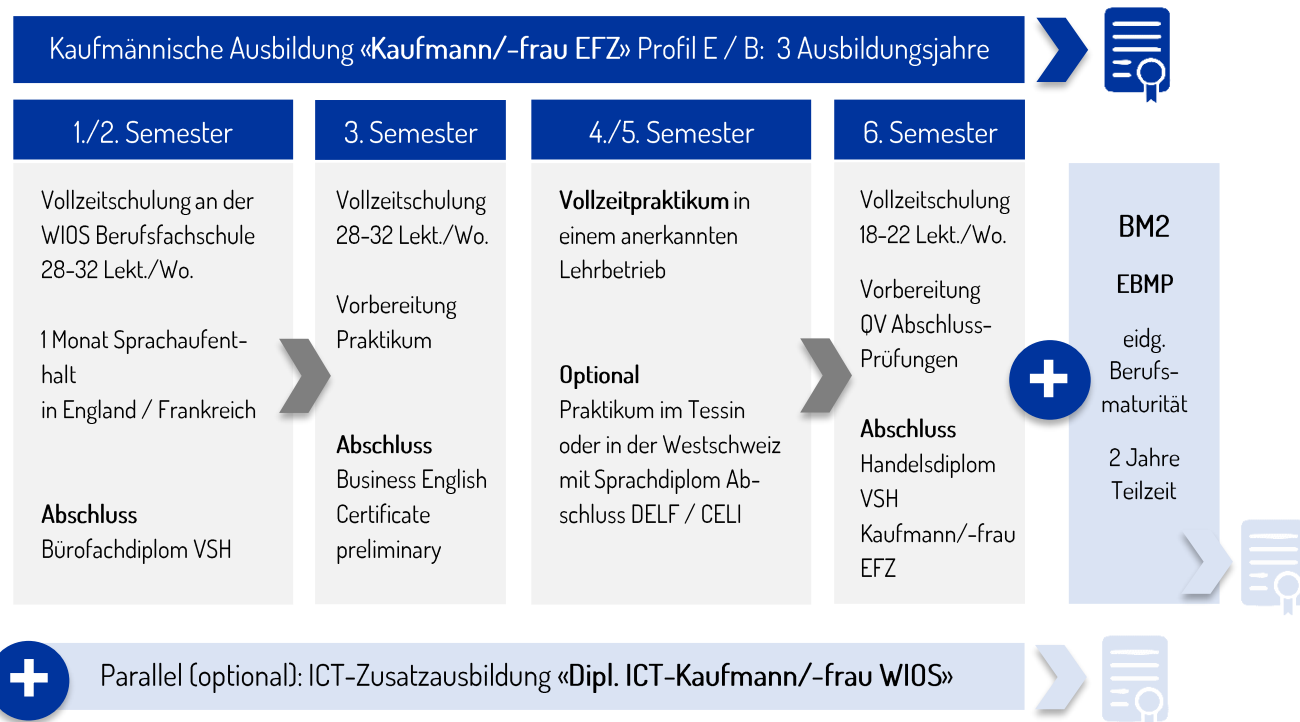 Kaufmännische Ausbildung «Kaufmann/-frau EFZ» Profil E / B: 3 Ausbildungsjahre
1./2. Semester
Vollzeitschulung an der
WIOS Berufsfachschule
28-32 Lekt./Wo.
1 Monat Sprachaufent-
halt
in England / Frankreich
Abschluss
Bürofachdiplom VSH
3. Semester
Vollzeitschulung
28-32 Lekt./Wo.
Vorbereitung
Praktikum
Abschluss
Business English
Certificate
preliminary
4./5. Semester
Vollzeitpraktikum in
einem anerkannten
Lehrbetrieb
Optional
Praktikum im Tessin
oder in der Westschweiz
mit Sprachdiplom Ab-
schluss DELF / CELI
6. Semester
Vollzeitschulung
18-22 Lekt./Wo.
Vorbereitung
QV Abschluss-
Prüfungen
Abschluss
Handelsdiplom
VSH
Kaufmann/-frau
EFZ
BM2
EBMP
eidg.
Berufs-
maturität
2 Jahre
Teilzeit
Parallel (optional): ICT-Zusatzausbildung «Dipl. ICT-Kaufmann/-frau WIOS»